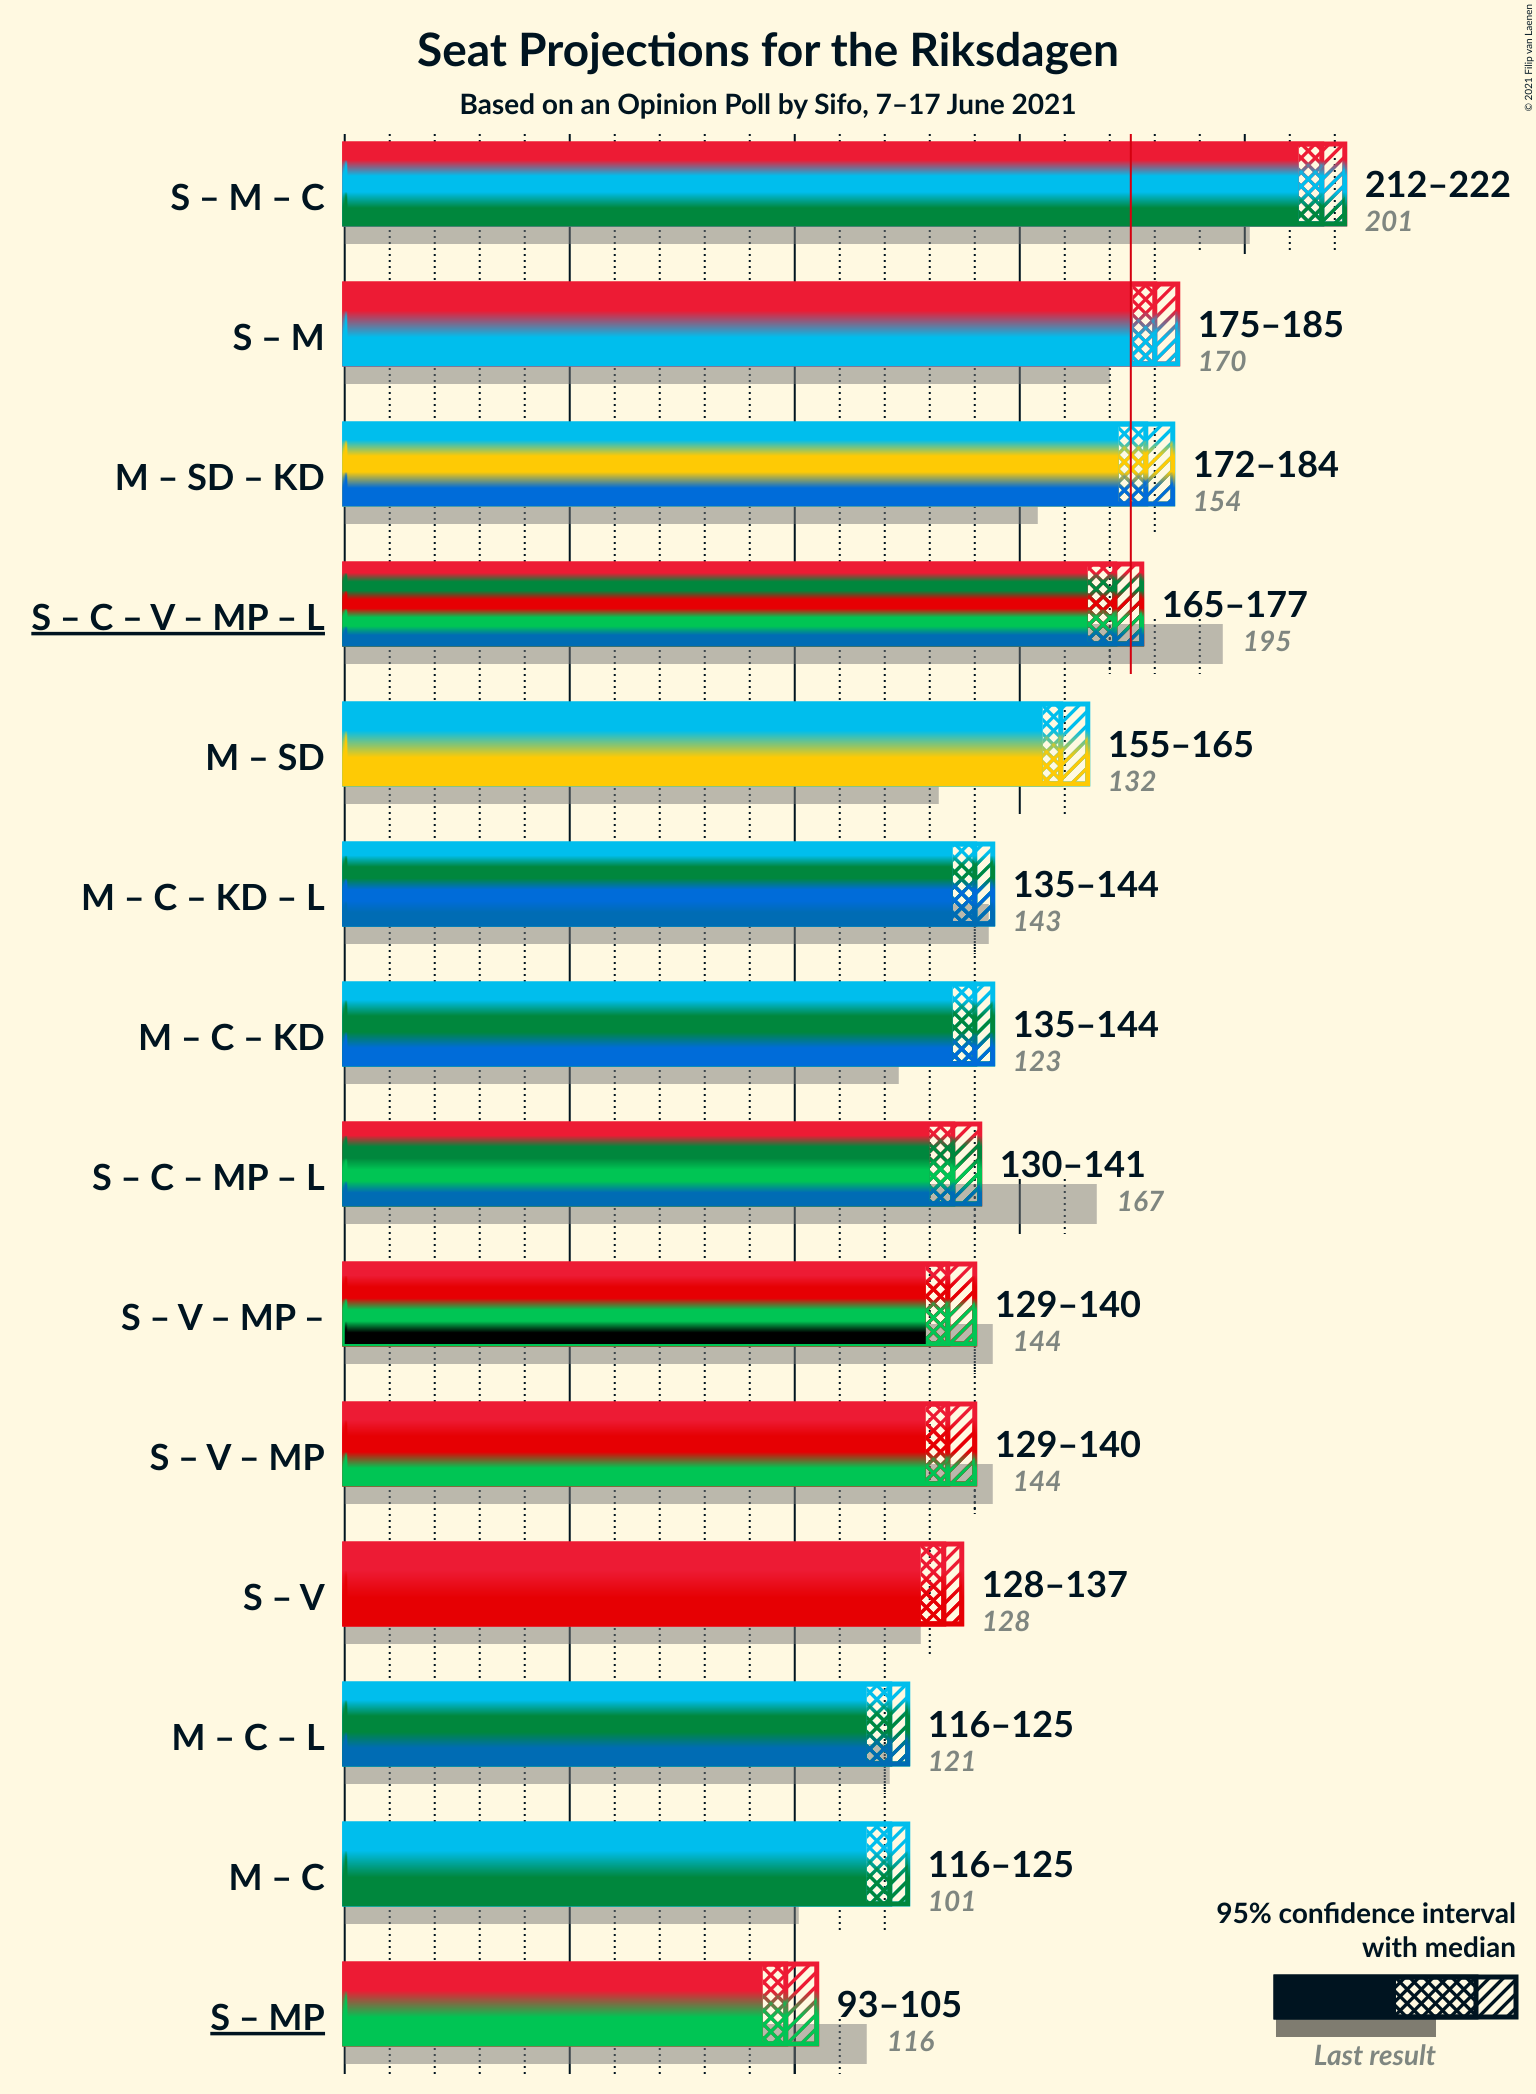 Seat Projections for the Riksdagen
Based on an Opinion Poll by Sifo, 7–17 June 2021
© 2021 Filip van Laenen
S – M – C
212–222
201
S – M
175–185
170
M – SD – KD
172–184
154
S – C – V – MP – L
165–177
195
M – SD
155–165
132
M – C – KD – L
135–144
143
M – C – KD
135–144
123
S – C – MP – L
130–141
167
S – V – MP –
129–140
144
S – V – MP
129–140
144
S – V
128–137
128
M – C – L
116–125
121
M – C
116–125
101
S – MP
93–105
116
95% confidence interval
with median
Last result